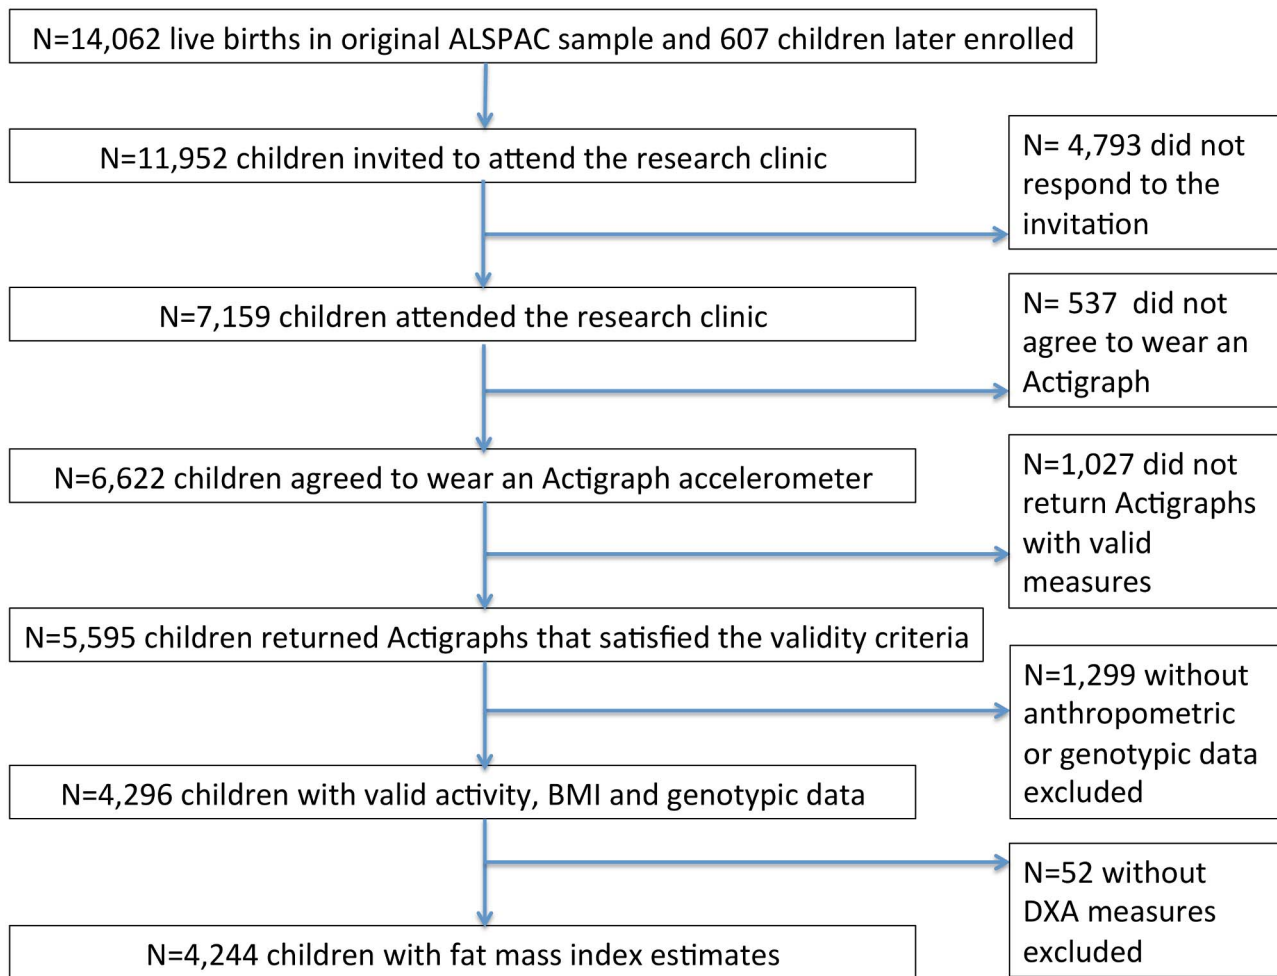 N=14,062 live births in original ALSPAC sample and 607 children later enrolled
N=11,952 children invited to attend the research clinic
N= 4,793 did not
respond to the
invitation
N=7,159 children attended the research clinic
N= 537  did not
agree to wear an
Actigraph
N=6,622 children agreed to wear an Actigraph accelerometer
N=1,027 did not
return Actigraphs
with valid
measures
N=5,595 children returned Actigraphs that satisfied the validity criteria
N=1,299 without
anthropometric
or genotypic data
excluded
N=4,296 children with valid activity, BMI and genotypic data
N=52 without
DXA measures
excluded
N=4,244 children with fat mass index estimates